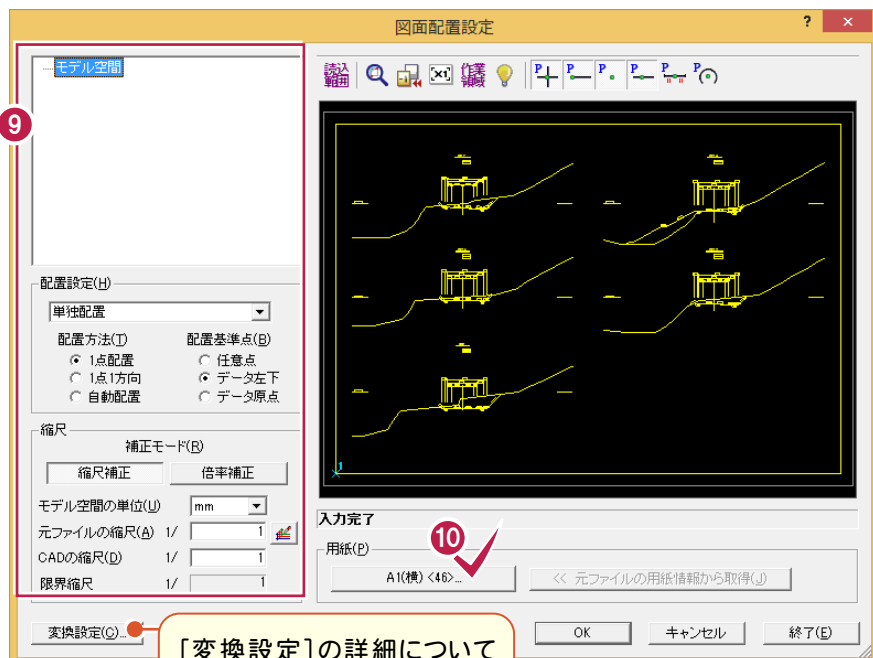 図面配置設定
? ×
モデル空間
読込範囲 ×1 作業領域 P P P P P P
9
配置設定(H)
単独配置
配置方法(T) 配置基準点(B)
1点配置 任意点
1点1方向 データ左下
自動配置 データ原点
縮尺
補正モード(R)
縮尺補正 倍率補正
モデル空間の単位(U) mm
元ファイルの縮尺(A) 1/ 1
CADの縮尺(D) 1/ 1
限界縮尺 1/ 1
1
入力完了
用紙(P)
10
A1(横) <46>...
<< 元ファイルの用紙情報から取得(J)
変換設定(C)...
OK キャンセル 終了(E)
[変換設定]の詳細について